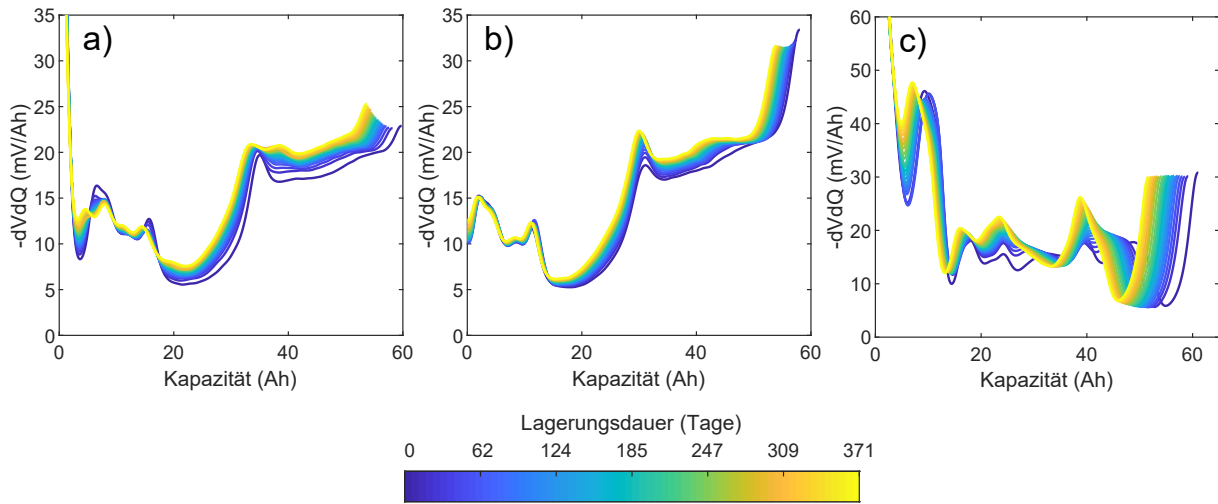 a)
35
30
25
20
15
10
5
0
-dVdQ (mV/Ah)
0 20 40 60
Kapazität (Ah)
b)
35
30
25
20
15
10
5
0
-dVdQ (mV/Ah)
0 20 40 60
Kapazität (Ah)
c)
60
50
40
30
20
10
0
-dVdQ (mV/Ah)
0 20 40 60
Kapazität (Ah)
Lagerungsdauer (Tage)
0 62 124 185 247 309 371